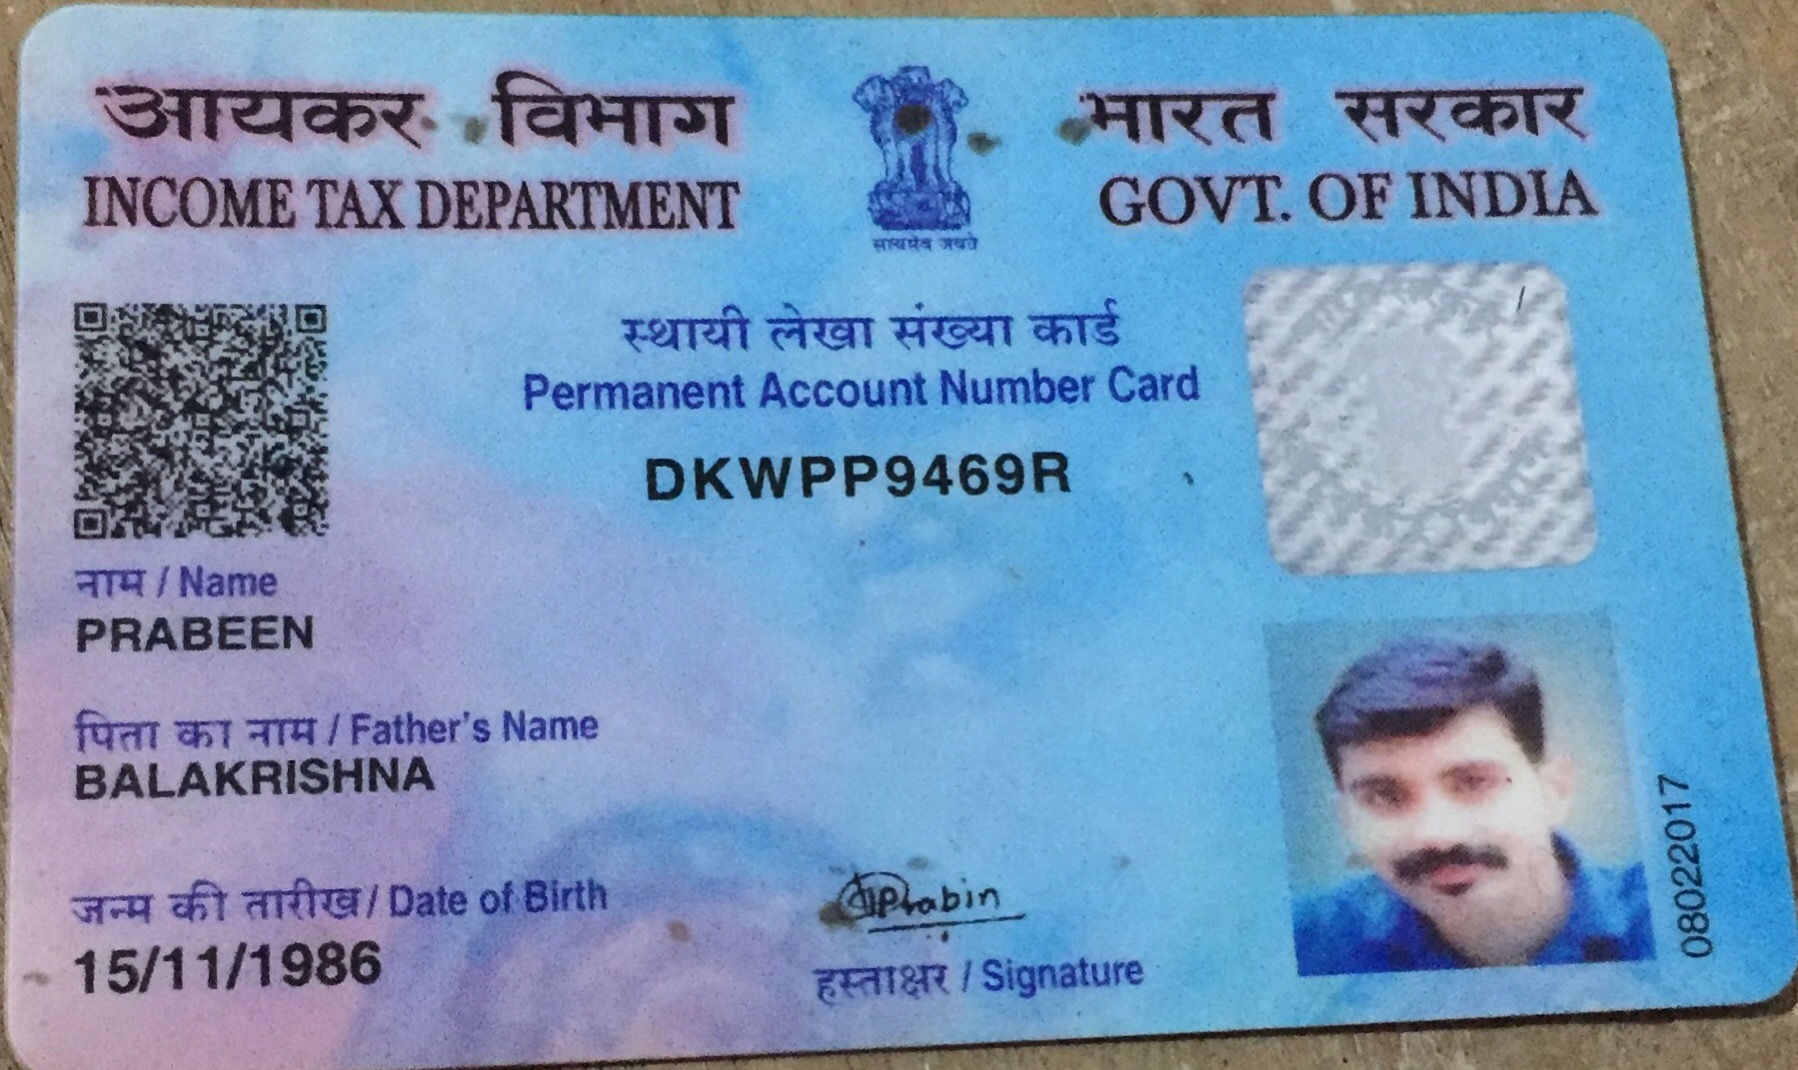 आयकर विभाग
INCOME TAX DEPARTMENT
सत्यमेव जयते
भारत सरकार
GOVT. OF INDIA
स्थायी लेखा संख्या कार्ड
Permanent Account Number Card
DKWPP9469R
नाम / Name
PRABEEN
पिता का नाम / Father's Name
BALAKRISHNA
जन्म की तारीख / Date of Birth
15/11/1986
Prabin
हस्ताक्षर / Signature
08022017